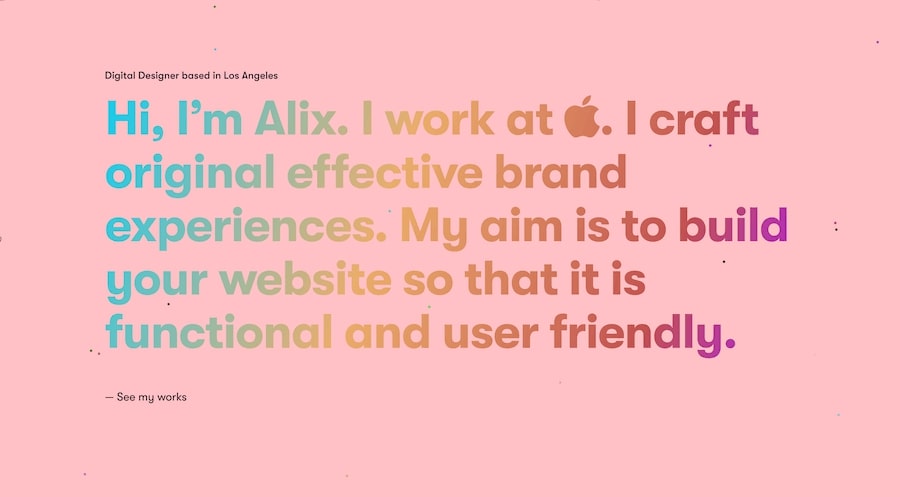 Digital Designer based in Los Angeles
Hi, I’m Alix. I work at . I craft
original effective brand
experiences. My aim is to build
your website so that it is
functional and user friendly.
— See my works